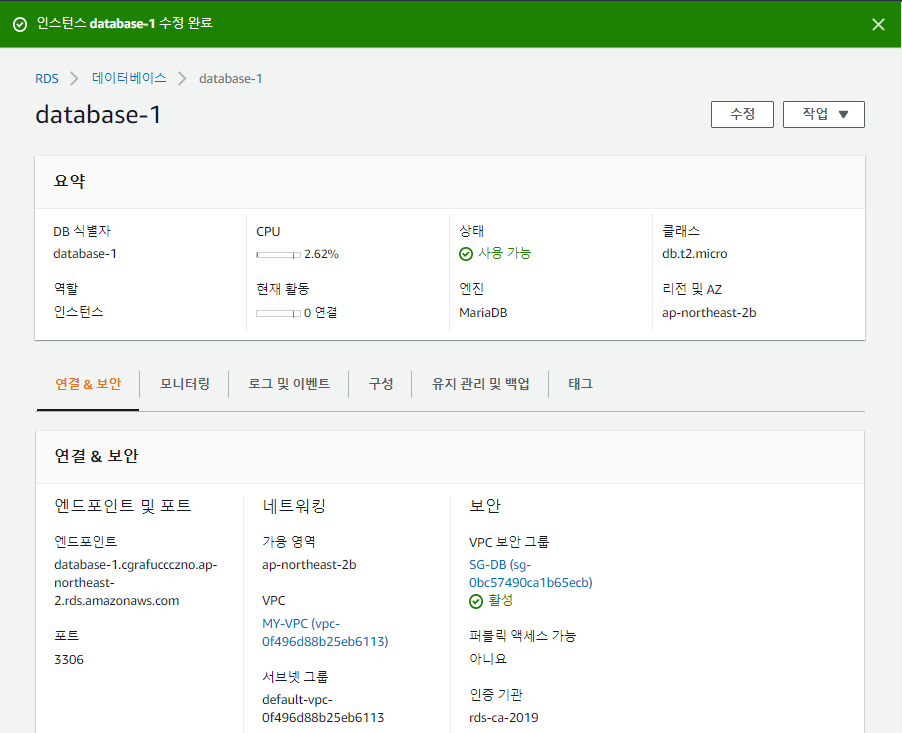 인스턴스 database-1 수정 완료
RDS 데이터베이스 database-1
database-1
수정 작업
요약
DB 식별자
database-1
CPU
2.62%
상태
사용 가능
클래스
db.t2.micro
역할
인스턴스
현재 활동
0 연결
엔진
MariaDB
리전 및 AZ
ap-northeast-2b
연결 & 보안 모니터링 로그 및 이벤트 구성 유지 관리 및 백업 태그
연결 & 보안
엔드포인트 및 포트
엔드포인트
database-1.cgrafuccczno.ap-
northeast-
2.rds.amazonaws.com
포트
3306
네트워킹
가용 영역
ap-northeast-2b
VPC
MY-VPC (vpc-
0f496d88b25eb6113)
서브넷 그룹
default-vpc-
0f496d88b25eb6113
보안
VPC 보안 그룹
SG-DB (sg-
0bc57490ca1b65ecb)
활성
퍼블릭 액세스 가능
아니요
인증 기관
rds-ca-2019